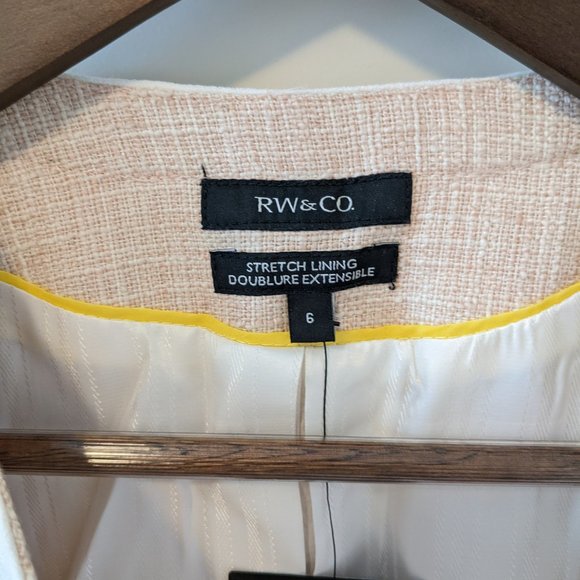 RW&CO.
STRETCH LINING
DOUBLURE EXTENSIBLE
6